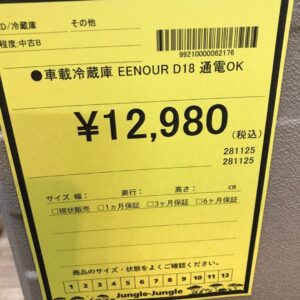 D/冷蔵庫 その他
程度:中古B
99210000062176
●車載冷蔵庫 EENOUR D18 通電OK
¥12,980(税込)
281125
281125
サイズ 幅: 奥行: 高さ: cm
□現状販売 □1ヵ月保証 □3ヶ月保証 □6ヶ月保証
商品のサイズ・状態をよくご確認ください。
1 2 3 4 5 6 7 8 9 10 11 12
Jungle-Jungle